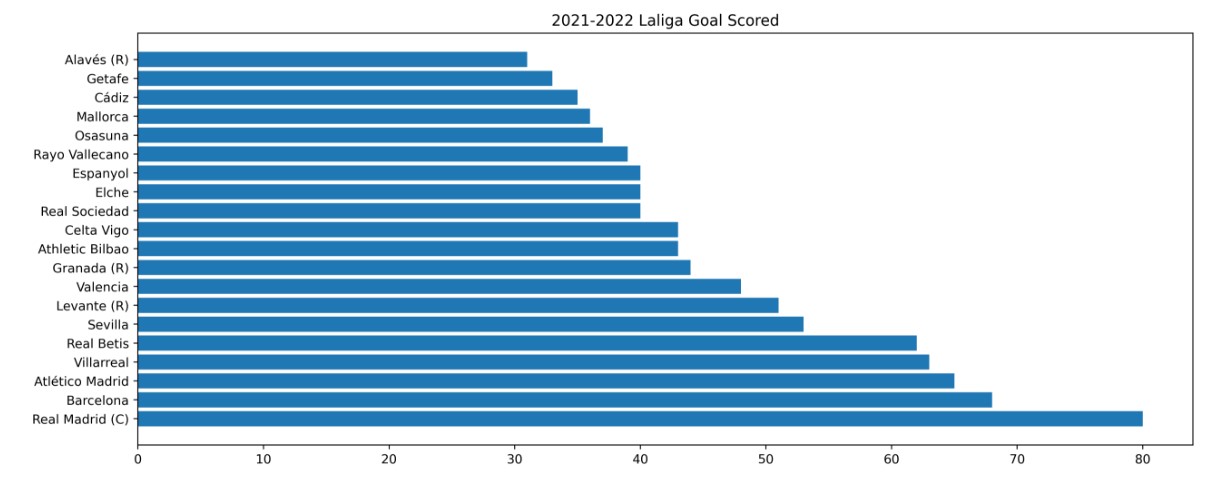 2021-2022 Laliga Goal Scored
Alavés (R)
Getafe
Cádiz
Mallorca
Osasuna
Rayo Vallecano
Espanyol
Elche
Real Sociedad
Celta Vigo
Athletic Bilbao
Granada (R)
Valencia
Levante (R)
Sevilla
Real Betis
Villarreal
Atlético Madrid
Barcelona
Real Madrid (C)
0 10 20 30 40 50 60 70 80